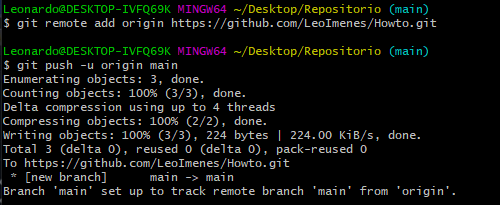 Leonardo@DESKTOP-IVFQ69K MINGW64 ~/Desktop/Repositorio (main)
$ git remote add origin https://github.com/LeoImenes/Howto.git
Leonardo@DESKTOP-IVFQ69K MINGW64 ~/Desktop/Repositorio (main)
$ git push -u origin main
Enumerating objects: 3, done.
Counting objects: 100% (3/3), done.
Delta compression using up to 4 threads
Compressing objects: 100% (2/2), done.
Writing objects: 100% (3/3), 224 bytes | 224.00 KiB/s, done.
Total 3 (delta 0), reused 0 (delta 0), pack-reused 0
To https://github.com/LeoImenes/Howto.git
 * [new branch]      main -> main
Branch 'main' set up to track remote branch 'main' from 'origin'.